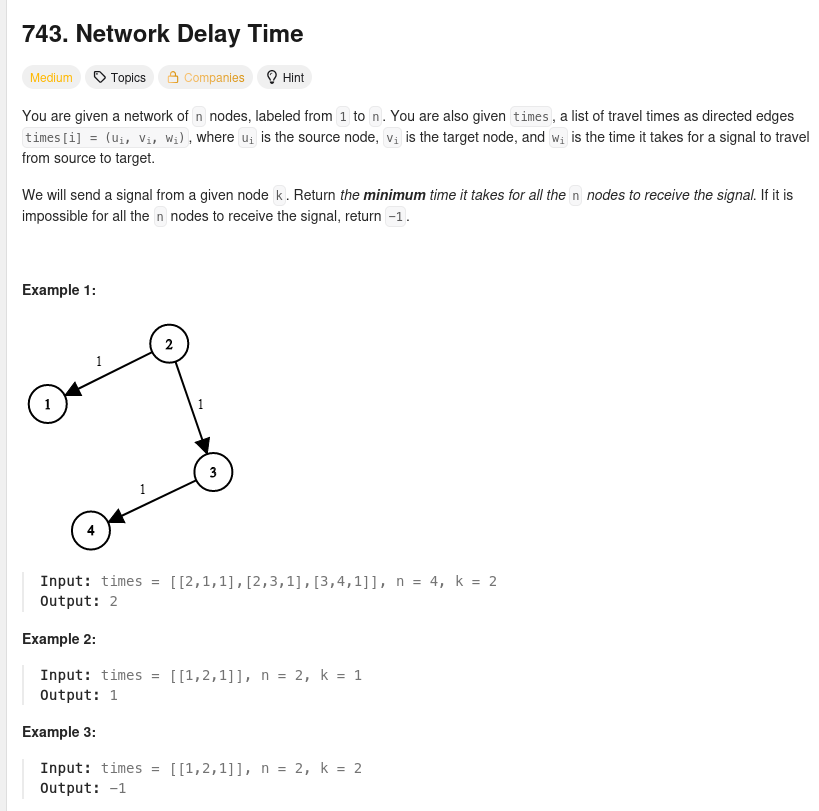 743. Network Delay Time
Medium Topics Companies Hint
You are given a network of n nodes, labeled from 1 to n. You are also given times, a list of travel times as directed edges
times[i] = (uᵢ, vᵢ, wᵢ), where uᵢ is the source node, vᵢ is the target node, and wᵢ is the time it takes for a signal to travel
from source to target.
We will send a signal from a given node k. Return the minimum time it takes for all the n nodes to receive the signal. If it is
impossible for all the n nodes to receive the signal, return -1.
Example 1:
2
1
1
1
3
1
4
Input: times = [[2,1,1],[2,3,1],[3,4,1]], n = 4, k = 2
Output: 2
Example 2:
Input: times = [[1,2,1]], n = 2, k = 1
Output: 1
Example 3:
Input: times = [[1,2,1]], n = 2, k = 2
Output: -1